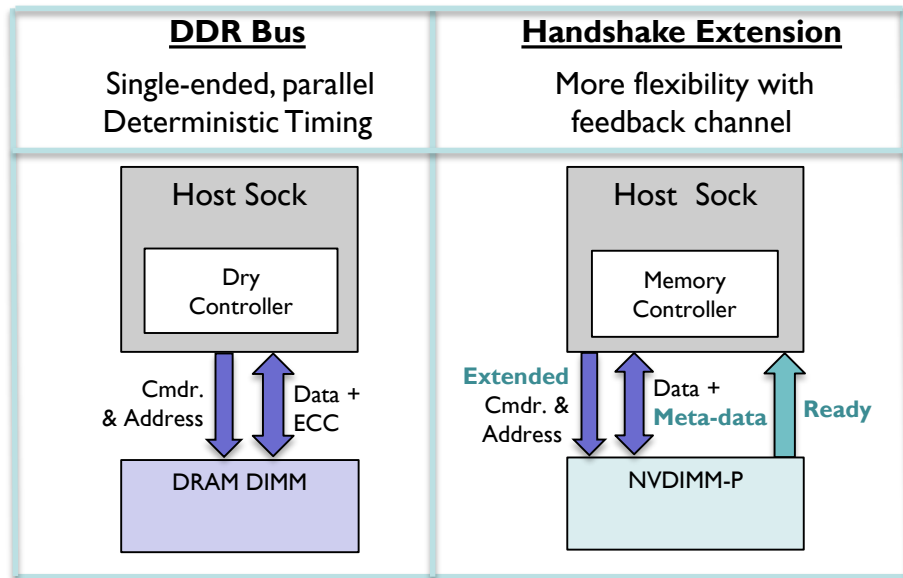 DDR Bus
Single-ended, parallel
Deterministic Timing
Handshake Extension
More flexibility with
feedback channel
Host Sock
Dry
Controller
Cmdr.
& Address
Data +
ECC
DRAM DIMM
Host Sock
Memory
Controller
Extended
Cmdr. &
Address
Data +
Meta-data
Ready
NVDIMM-P